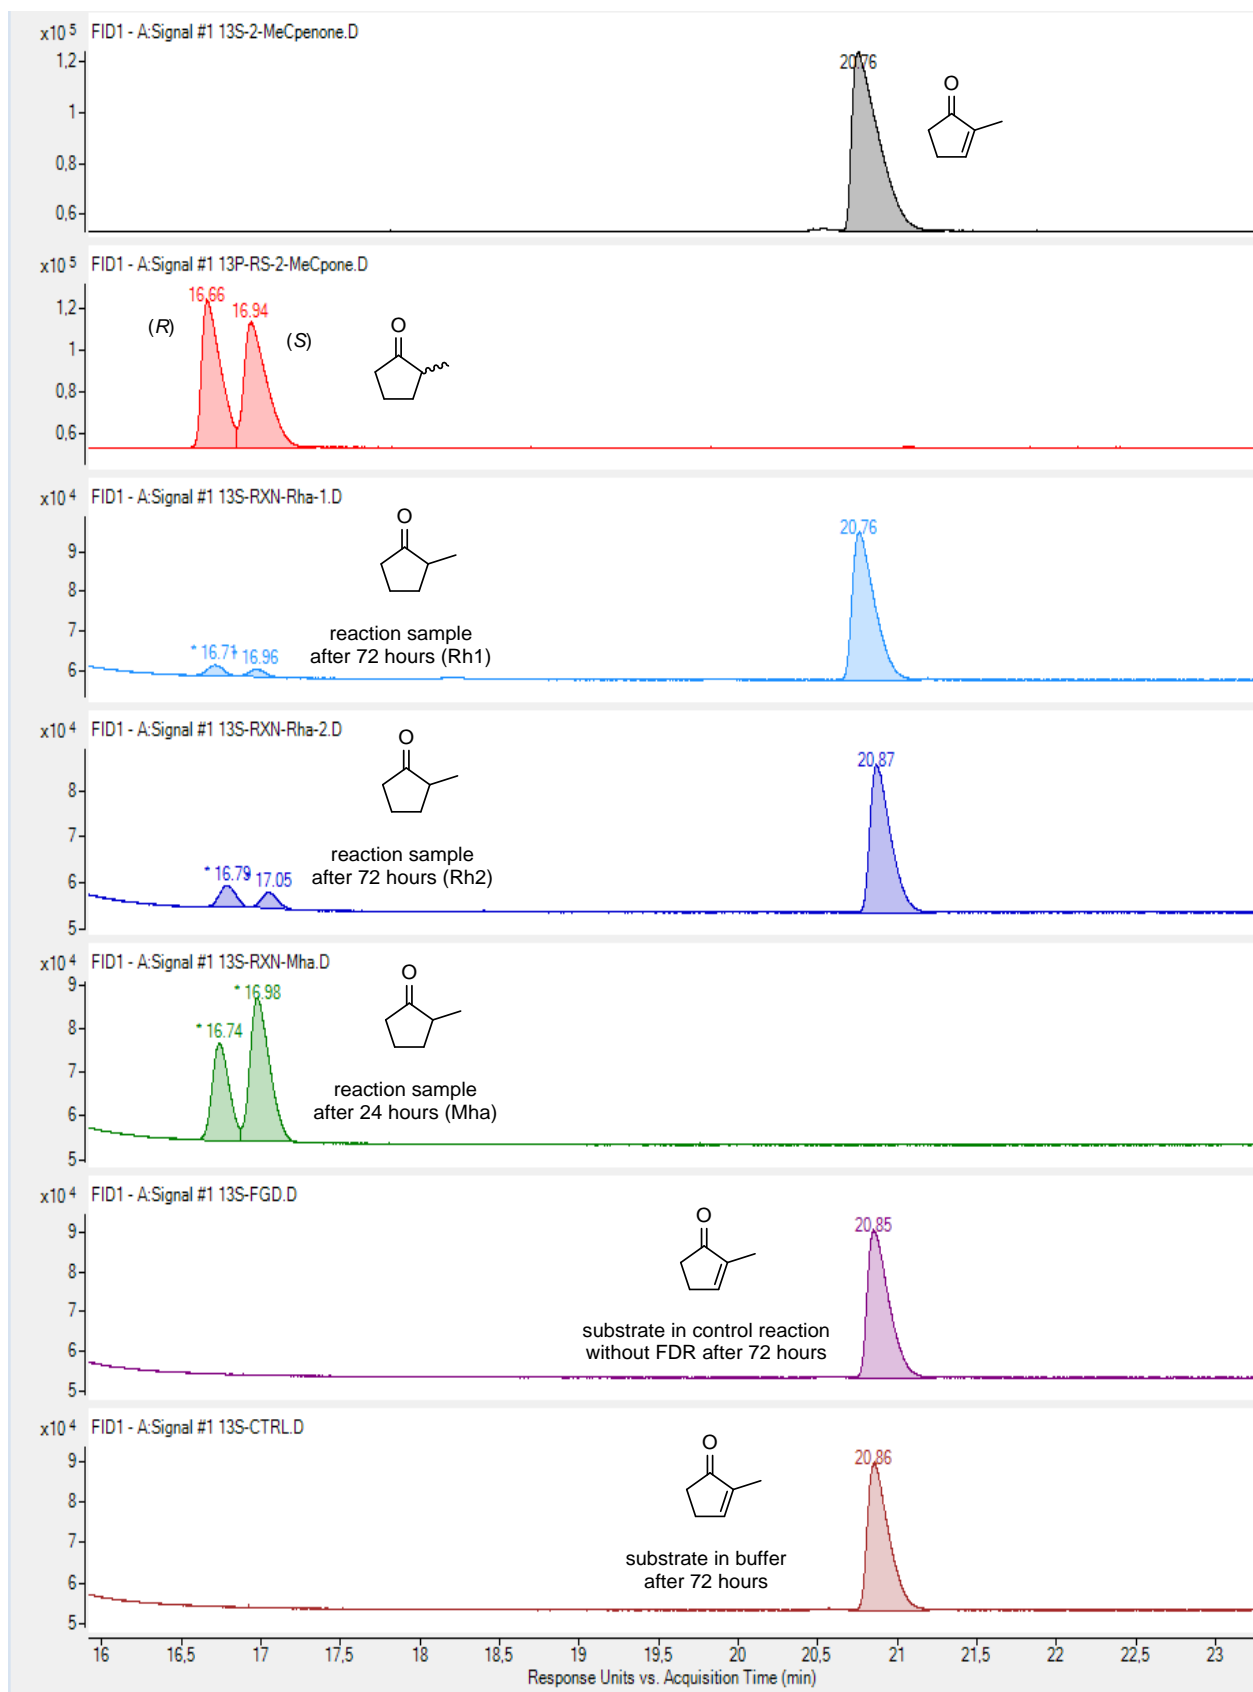 x10 5 FID1 - A:Signal #1 13S-2-MeCpenone.D
1,2
1
0,8
0,6
20,76
O
x10 5 FID1 - A:Signal #1 13P-RS-2-MeCpone.D
1,2
1
0,8
0,6
16,66
16,94
(R)
(S)
O
x10 4 FID1 - A:Signal #1 13S-RXN-Rha-1.D
9
8
7
6
* 16.71
* 16,96
20,76
O
reaction sample
after 72 hours (Rh1)
x10 4 FID1 - A:Signal #1 13S-RXN-Rha-2.D
8
7
6
5
* 16.79
* 17.05
20,87
O
reaction sample
after 72 hours (Rh2)
x10 4 FID1 - A:Signal #1 13S-RXN-Mha.D
9
8
7
6
5
* 16.74
* 16.98
O
reaction sample
after 24 hours (Mha)
x10 4 FID1 - A:Signal #1 13S-FGD.D
9
8
7
6
5
20,85
O
substrate in control reaction
without FDR after 72 hours
x10 4 FID1 - A:Signal #1 13S-CTRL.D
9
8
7
6
5
20,86
O
substrate in buffer
after 72 hours
16 16,5 17 17,5 18 18,5 19 19,5 20 20,5 21 21,5 22 22,5 23
Response Units vs. Acquisition Time (min)